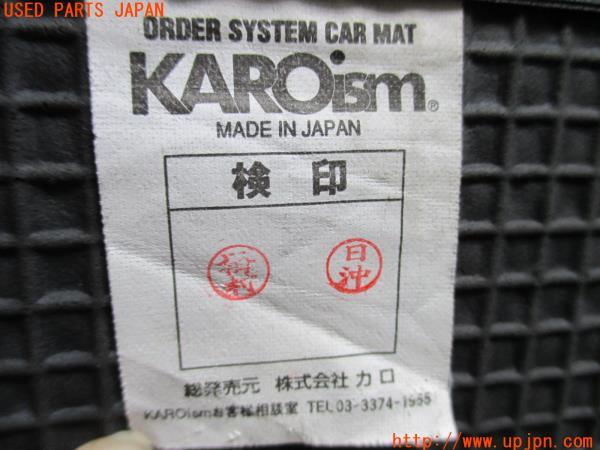 USED PARTS JAPAN
ORDER SYSTEM CAR MAT
KAROism®
MADE IN JAPAN
検印
日沖
総発売元 株式会社 カロ
KAROismお客様相談室 TEL 03-3374-1955
http://www.upjpn.com